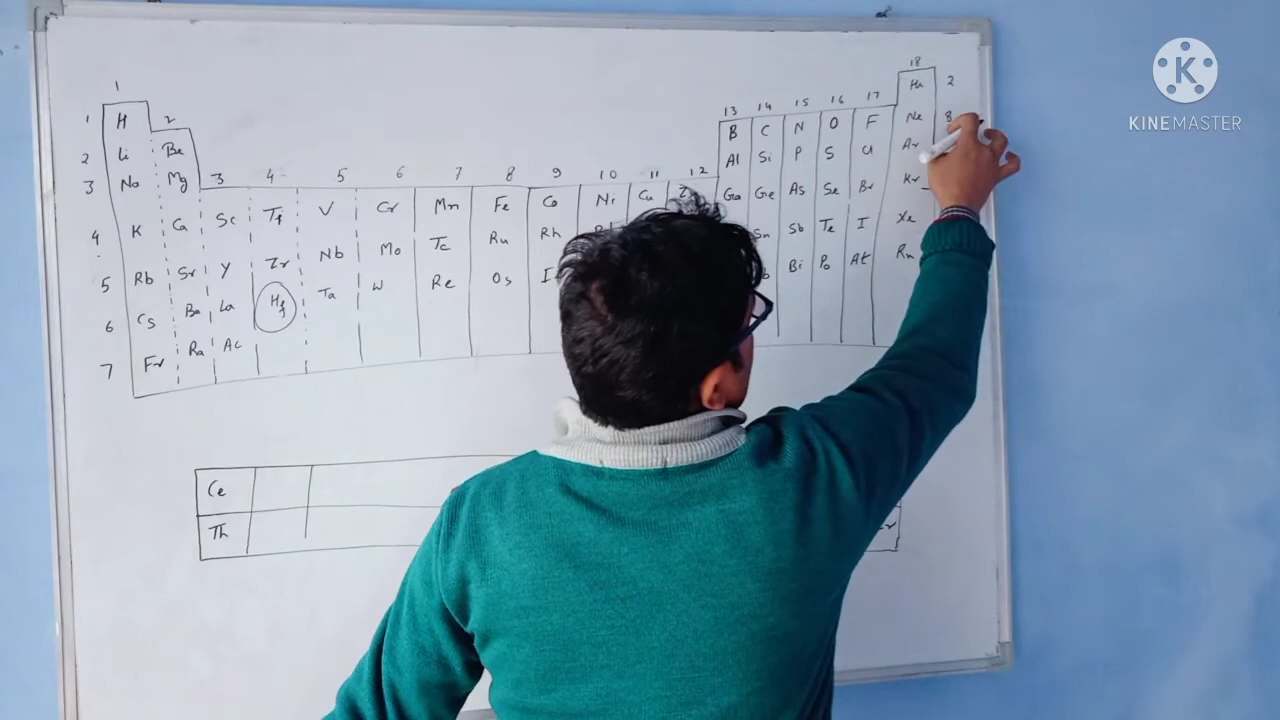 18
1 Ha 2
13 14 15 16 17
1 H 2 B C N O F Ne 8
2 Li Be Al Si P S Cl Ar
3 Na Mg 3 4 5 6 7 8 9 10 11 12 Ga Ge As Se Br Kr
4 K Ca Sc Tf V Cr Mn Fe Co Ni Cu Sn Sb Te I Xe
5 Rb Sr Y Zr Nb Mo Tc Ru Rh Bi Po At Rn
6 Cs Ba La Hf Ta W Re Os
7 Fr Ra Ac
Ce
Th
K
KINEMASTER